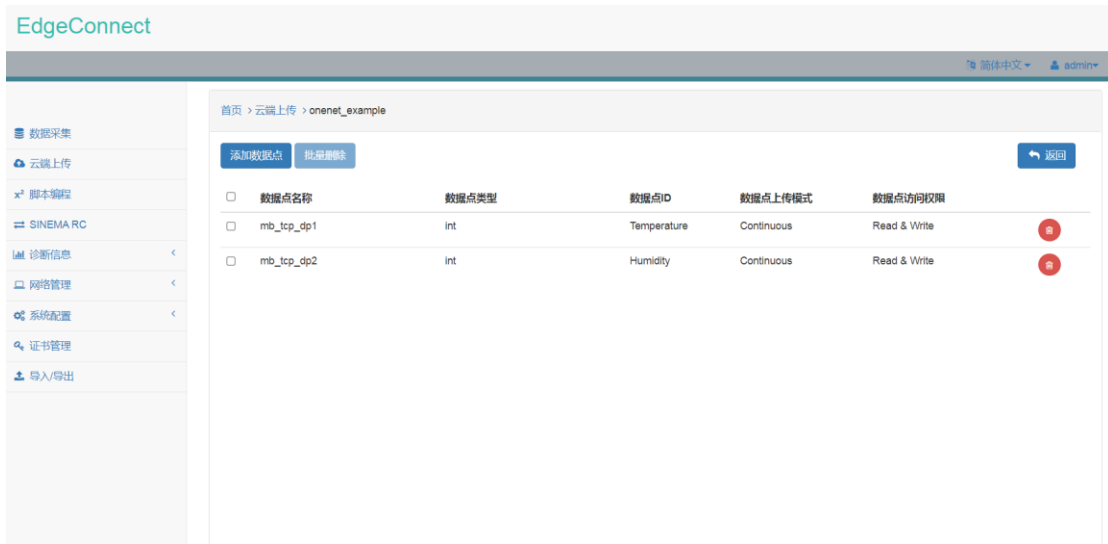 EdgeConnect
简体中文 admin
首页 > 云端上传 > onenet_example
数据采集
云端上传
x² 脚本编程
SINEMA RC
诊断信息
网络管理
系统配置
证书管理
导入/导出
添加数据点 批量删除 返回
数据点名称 数据点类型 数据点ID 数据点上传模式 数据点访问权限
mb_tcp_dp1 int Temperature Continuous Read & Write
mb_tcp_dp2 int Humidity Continuous Read & Write